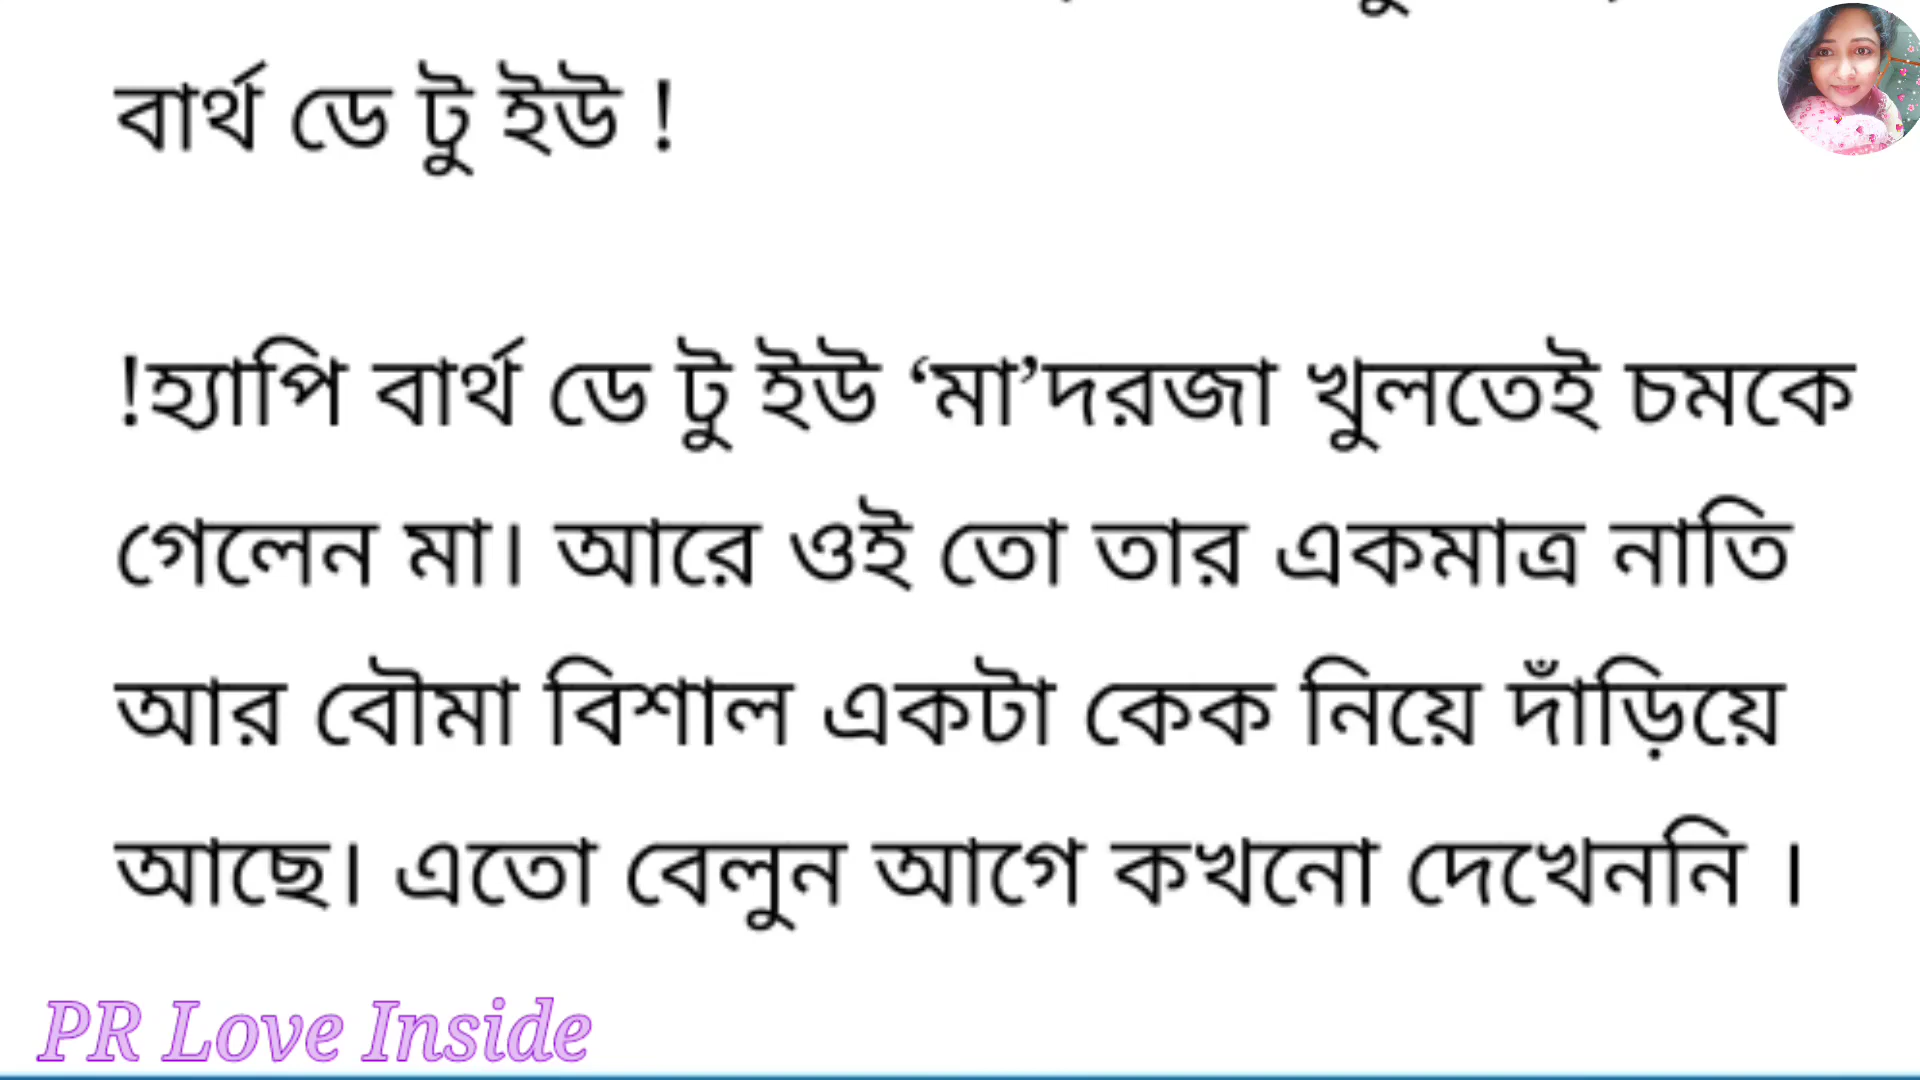 বার্থ ডে টু ইউ !
!হ্যাপি বার্থ ডে টু ইউ ‘মা’দরজা খুলতেই চমকে
গেলেন মা। আরে ওই তো তার একমাত্র নাতি
আর বৌমা বিশাল একটা কেক নিয়ে দাঁড়িয়ে
আছে। এতো বেলুন আগে কখনো দেখেননি ।
PR Love Inside